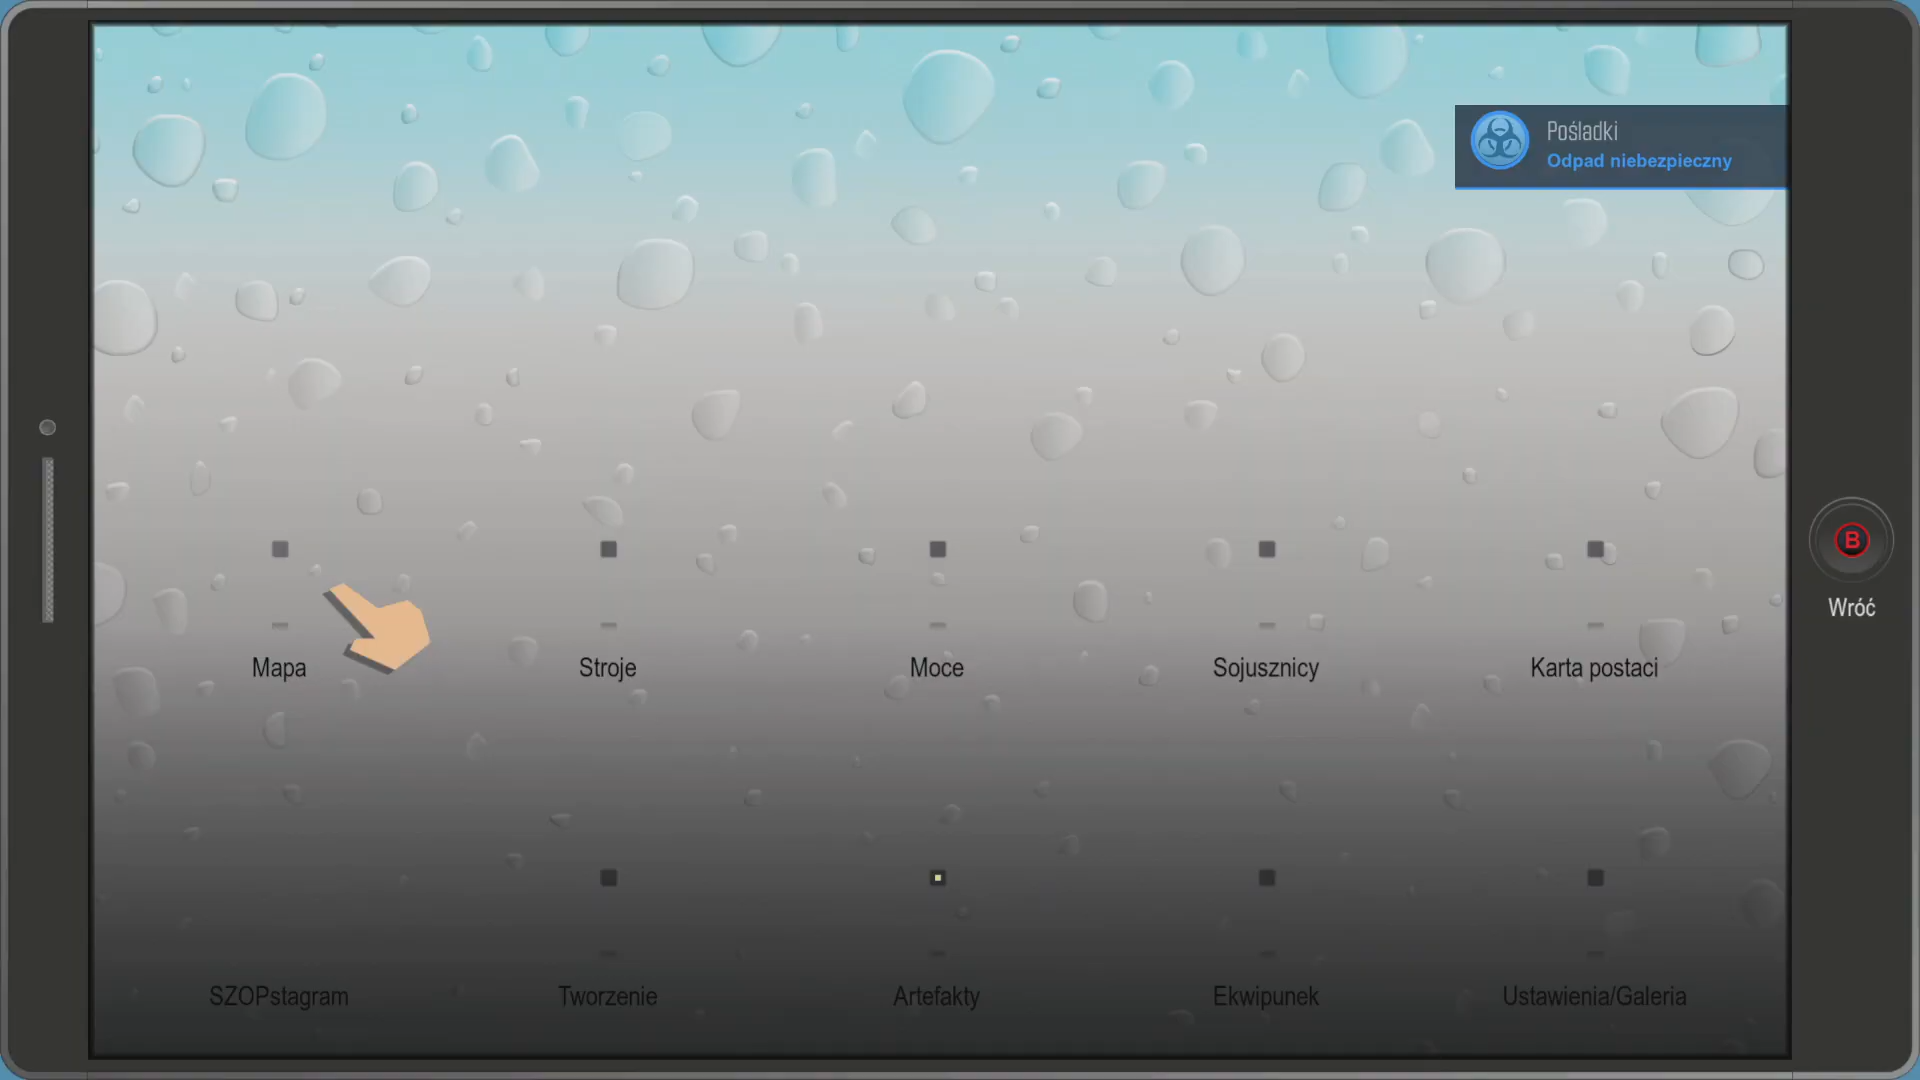 Pośladki
Odpad niebezpieczny
B
Wróć
Mapa
Stroje
Moce
Sojusznicy
Karta postaci
SZOPstagram
Tworzenie
Artefakty
Ekwipunek
Ustawienia/Galeria